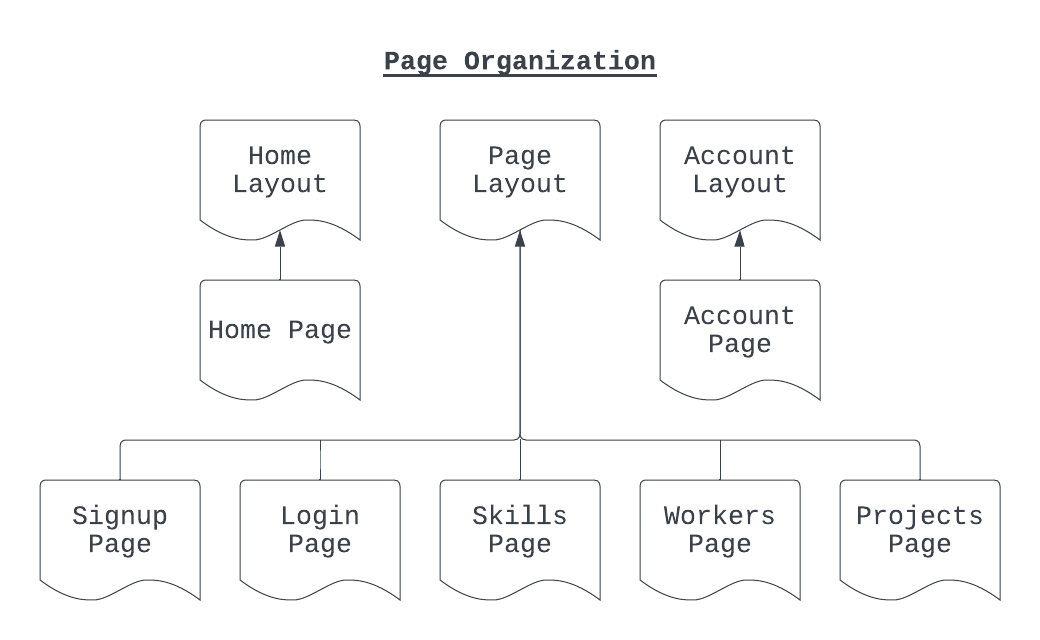 Page Organization
Home
Layout
Page
Layout
Account
Layout
Home Page
Account
Page
Signup
Page
Login
Page
Skills
Page
Workers
Page
Projects
Page